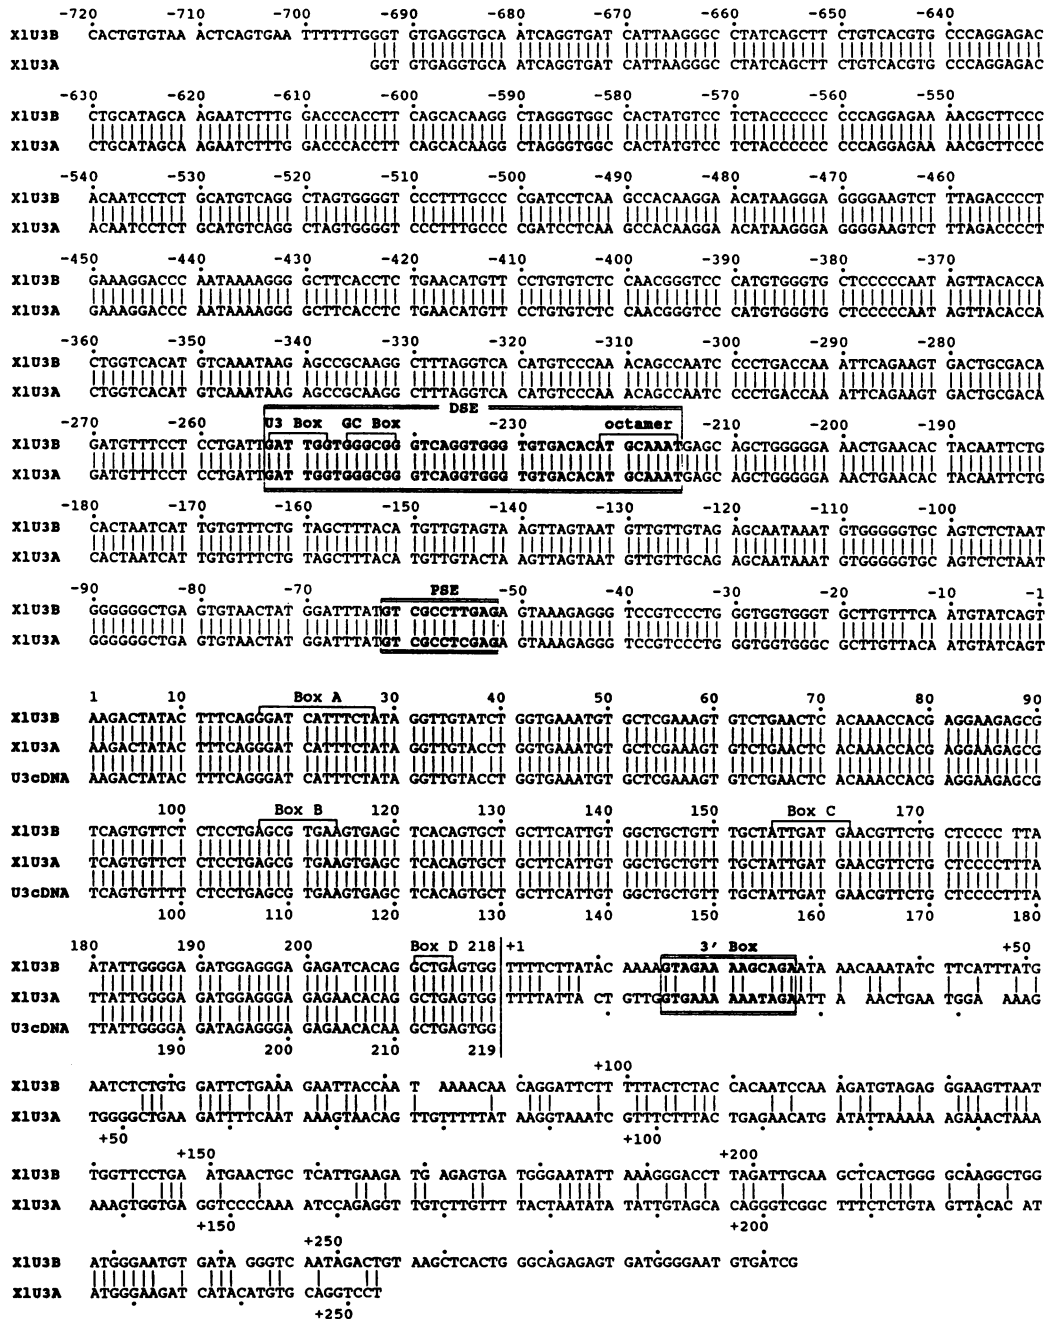 -720 -710 -700 -690 -680 -670 -660 -650 -640
X1U3B CACTGTGTAA ACTCAGTGAA TTTTTTGGGT GTGAGGTGCA ATCAGGTGAT CATTAAGGGC CTATCAGCTT CTGTCACGTG CCCAGGAGAC
X1U3A GGT GTGAGGTGCA ATCAGGTGAT CATTAAGGGC CTATCAGCTT CTGTCACGTG CCCAGGAGAC
-630 -620 -610 -600 -590 -580 -570 -560 -550
X1U3B CTGCATAGCA AGAATCTTTG GACCCACCTT CAGCACAAGG CTAGGGTGGC CACTATGTCC TCTACCCCCC CCCAGGAGAA AACGCTTCCC
X1U3A CTGCATAGCA AGAATCTTTG GACCCACCTT CAGCACAAGG CTAGGGTGGC CACTATGTCC TCTACCCCCC CCCAGGAGAA AACGCTTCCC
-540 -530 -520 -510 -500 -490 -480 -470 -460
X1U3B ACAATCCTCT GCATGTCAGG CTAGTGGGGT CCCTTTGCCC CGATCCTCAA GCCACAAGGA ACATAAGGGA GGGGAAGTCT TTAGACCCCT
X1U3A ACAATCCTCT GCATGTCAGG CTAGTGGGGT CCCTTTGCCC CGATCCTCAA GCCACAAGGA ACATAAGGGA GGGGAAGTCT TTAGACCCCT
-450 -440 -430 -420 -410 -400 -390 -380 -370
X1U3B GAAAGGACCC AATAAAAGGG GCTTCACCTC TGAACATGTT CCTGTGTCTC CAACGGGTCC CATGTGGGTG CTCCCCCAAT AGTTACACCA
X1U3A GAAAGGACCC AATAAAAGGG GCTTCACCTC TGAACATGTT CCTGTGTCTC CAACGGGTCC CATGTGGGTG CTCCCCCAAT AGTTACACCA
-360 -350 -340 -330 -320 -310 -300 -290 -280
X1U3B CTGGTCACAT GTCAAATAAG AGCCGCAAGG CTTTAGGTCA CATGTCCCAA ACAGCCAATC CCCTGACCAA ATTCAGAAGT GACTGCGACA
X1U3A CTGGTCACAT GTCAAATAAG AGCCGCAAGG CTTTAGGTCA CATGTCCCAA ACAGCCAATC CCCTGACCAA ATTCAGAAGT GACTGCGACA
DSE
-270 -260 U3 Box GC Box -230 octamer -210 -200 -190
X1U3B GATGTTTCCT CCTGATTGAT TGGTGGGCGG GTCAGGTGGG TGTGACACAT GCAAATGAGC AGCTGGGGGA AACTGAACAC TACAATTCTG
X1U3A GATGTTTCCT CCTGATTGAT TGGTGGGCGG GTCAGGTGGG TGTGACACAT GCAAATGAGC AGCTGGGGGA AACTGAACAC TACAATTCTG
-180 -170 -160 -150 -140 -130 -120 -110 -100
X1U3B CACTAATCAT TGTGTTTCTG TAGCTTTACA TGTTGTAGTA AGTTAGTAAT GTTGTTGTAG AGCAATAAAT GTGGGGGTGC AGTCTCTAAT
X1U3A CACTAATCAT TGTGTTTCTG TAGCTTTACA TGTTGTACTA AGTTAGTAAT GTTGTTGCAG AGCAATAAAT GTGGGGGTGC AGTCTCTAAT
-90 -80 -70 PSE -50 -40 -30 -20 -10 -1
X1U3B GGGGGGCTGA GTGTAACTAT GGATTTATGT CGCCTTGAGA GTAAAGAGGG TCCGTCCCTG GGTGGTGGGT GCTTGTTTCA ATGTATCAGT
X1U3A GGGGGGCTGA GTGTAACTAT GGATTTATGT CGCCTCGAGA GTAAAGAGGG TCCGTCCCTG GGTGGTGGGC GCTTGTTACA ATGTATCAGT
1 10 Box A 30 40 50 60 70 80 90
X1U3B AAGACTATAC TTTCAGGGAT CATTTCTATA GGTTGTATCT GGTGAAATGT GCTCGAAAGT GTCTGAACTC ACAAACCACG AGGAAGAGCG
X1U3A AAGACTATAC TTTCAGGGAT CATTTCTATA GGTTGTACCT GGTGAAATGT GCTCGAAAGT GTCTGAACTC ACAAACCACG AGGAAGAGCG
U3cDNA AAGACTATAC TTTCAGGGAT CATTTCTATA GGTTGTACCT GGTGAAATGT GCTCGAAAGT GTCTGAACTC ACAAACCACG AGGAAGAGCG
100 Box B 120 130 140 150 Box C 170
X1U3B TCAGTGTTCT CTCCTGAGCG TGAAGTGAGC TCACAGTGCT GCTTCATTGT GGCTGCTGTT TGCTATTGAT GAACGTTCTG CTCCCC TTA
X1U3A TCAGTGTTCT CTCCTGAGCG TGAAGTGAGC TCACAGTGCT GCTTCATTGT GGCTGCTGTT TGCTATTGAT GAACGTTCTG CTCCCCTTTA
U3cDNA TCAGTGTTTT CTCCTGAGCG TGAAGTGAGC TCACAGTGCT GCTTCATTGT GGCTGCTGTT TGCTATTGAT GAACGTTCTG CTCCCCTTTA
100 110 120 130 140 150 160 170 180
180 190 200 Box D 218 +1 3' Box +50
X1U3B ATATTGGGGA GATGGAGGGA GAGATCACAG GCTGAGTGG TTTTCTTATAC AAAAGTAGAA AAGCAGAATA AACAAATATC TTCATTTATG
X1U3A TTATTGGGGA GATGGAGGGA GAGAACACAG GCTGAGTGG TTTTATTA CT GTTGGTGAAA AAATAGAATT A AACTGAAT GGA AAAG
U3cDNA TTATTGGGGA GATAGAGGGA GAGAACACAA GCTGAGTGG
190 200 210 219
+100
X1U3B AATCTCTGTG GATTCTGAAA GAATTACCAA T AAAACAA CAGGATTCTT TTTACTCTAC CACAATCCAA AGATGTAGAG GGAAGTTAAT
X1U3A TGGGGCTGAA GATTTTCAAT AAAGTAACAG TTGTTTTTAT AAGGTAAATC GTTTCTTTAC TGAGAACATG ATATTAAAAA AGAAACTAAA
+50 +100
+150 +200
X1U3B TGGTTCCTGA ATGAACTGC TCATTGAAGA TG AGAGTGA TGGGAATATT AAAGGGACCT TAGATTGCAA GCTCACTGGG GCAAGGCTGG
X1U3A AAAGTGGTGA GGTCCCCAAA ATCCAGAGGT TGTCTTGTTT TACTAATATA TATTGTAGCA CAGGGTCGGC TTTCTCTGTA GTTACACAT
+150 +200
+250
X1U3B ATGGGAATGT GATA GGGTC AATAGACTGT AAGCTCACTG GGCAGAGAGT GATGGGGAAT GTGATCG
X1U3A ATGGGAAGAT CATACATGTG CAGGTCCT
+250